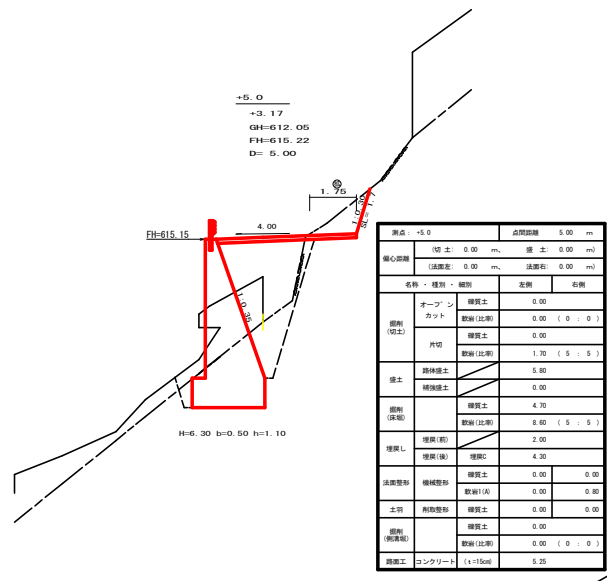 +5.0
+3.17
GH=612.05
FH=615.22
D= 5.00
1.75
1:0.30
4.00
FH=615.15
1:0.35
H=6.30 b=0.50 h=1.10
測点： +5.0 点間距離 5.00 m
偏心距離 (切 土： 0.00 m、 盛 土： 0.00 m)
(法面左： 0.00 m、 法面右： 0.00 m)
名称 ・ 種別 ・ 細別 左側 右側
掘削(切土) オープンカット 礫質土 0.00
軟岩(比率) 0.00 ( 0 : 0 )
片切 礫質土 0.00
軟岩(比率) 1.70 ( 5 : 5 )
盛土 路体盛土 5.80
補強盛土 0.00
掘削(床堀) 礫質土 4.70
軟岩(比率) 8.60 ( 5 : 5 )
埋戻し 埋戻(前) 2.00
埋戻(後) 埋戻C 4.30
法面整形 機械整形 礫質土 0.00 0.00
軟岩I(A) 0.00 0.80
土羽 削取整形 礫質土 0.00 0.00
掘削(側溝堀) 礫質土 0.00
軟岩(比率) 0.00 ( 0 : 0 )
路面工 コンクリート (t=15cm) 5.25